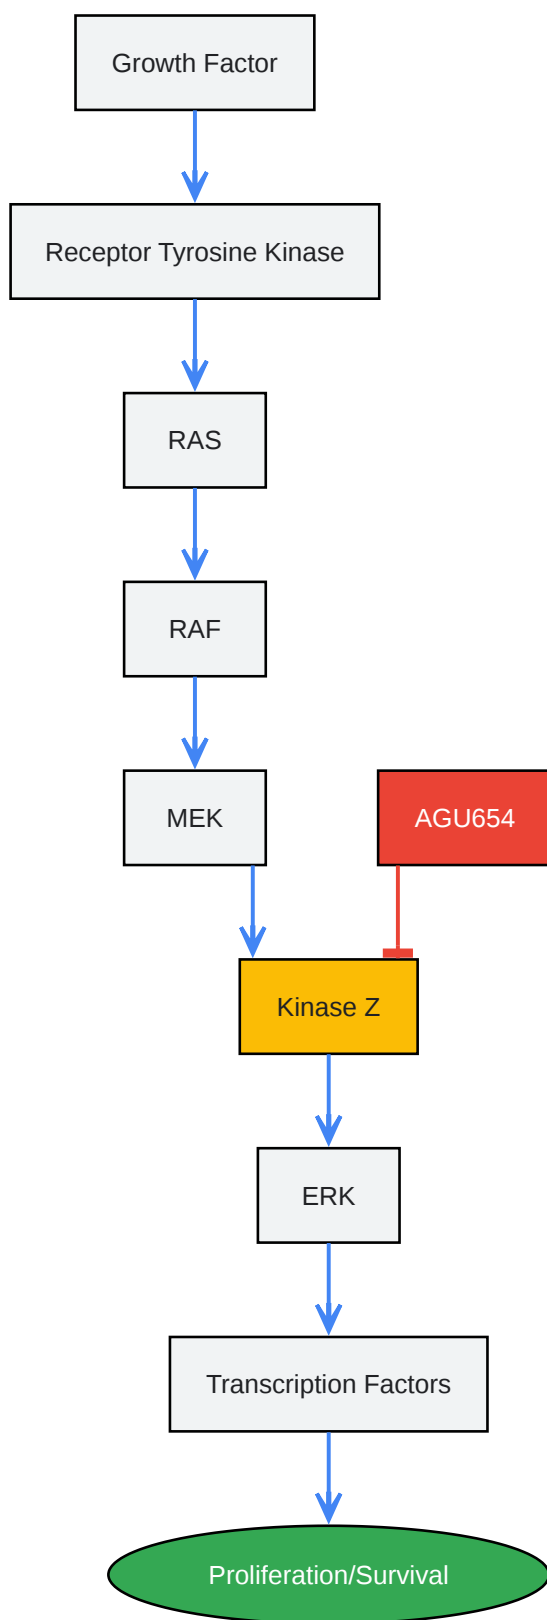 Growth Factor
Receptor Tyrosine Kinase
RAS
RAF
MEK
AGU654
Kinase Z
ERK
Transcription Factors
Proliferation/Survival